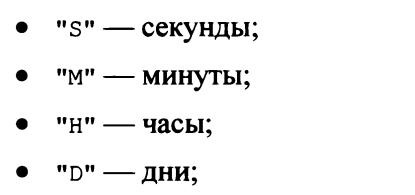 • "S" — секунды;
• "M" — минуты;
• "H" — часы;
• "D" — дни;